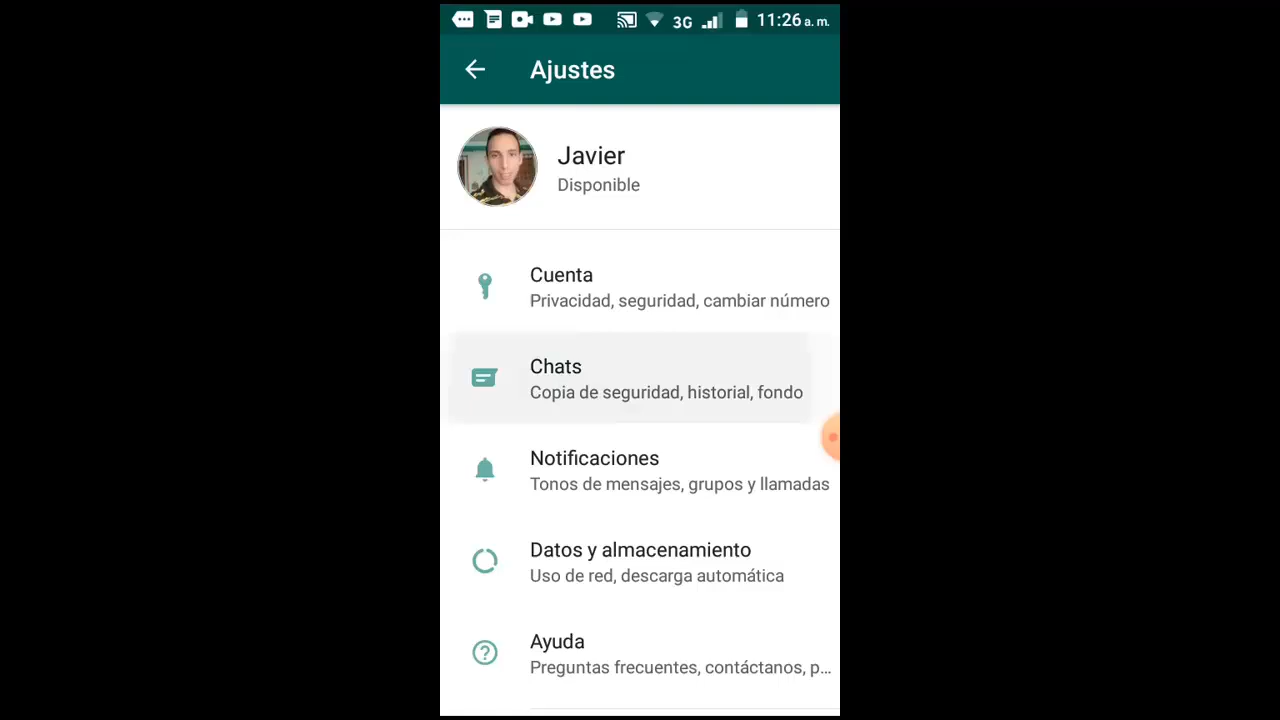 3G 11:26 a. m.
Ajustes
Javier
Disponible
Cuenta
Privacidad, seguridad, cambiar número
Chats
Copia de seguridad, historial, fondo
Notificaciones
Tonos de mensajes, grupos y llamadas
Datos y almacenamiento
Uso de red, descarga automática
Ayuda
Preguntas frecuentes, contáctanos, p...